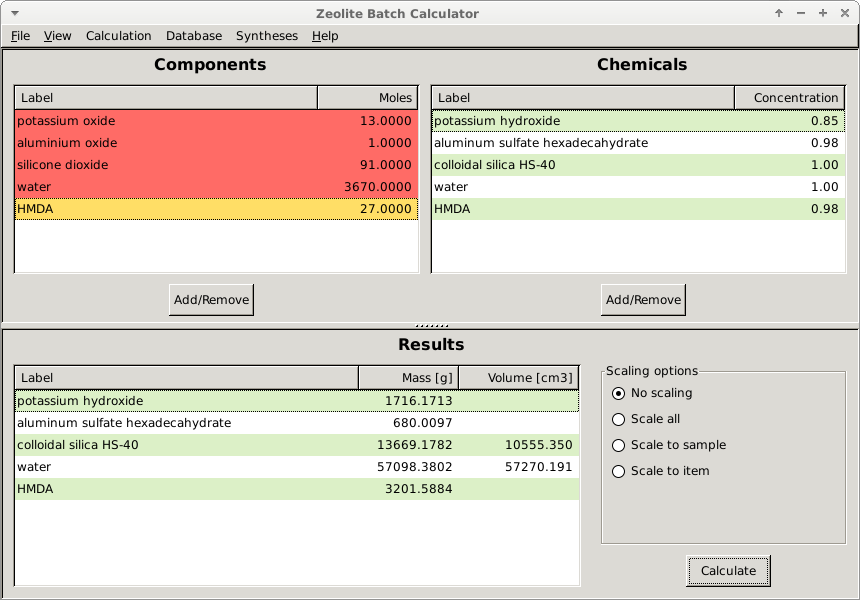 Zeolite Batch Calculator
File View Calculation Database Syntheses Help
Components
Label Moles
potassium oxide 13.0000
aluminium oxide 1.0000
silicone dioxide 91.0000
water 3670.0000
HMDA 27.0000
Add/Remove
Chemicals
Label Concentration
potassium hydroxide 0.85
aluminum sulfate hexadecahydrate 0.98
colloidal silica HS-40 1.00
water 1.00
HMDA 0.98
Add/Remove
Results
Label Mass [g] Volume [cm3]
potassium hydroxide 1716.1713
aluminum sulfate hexadecahydrate 680.0097
colloidal silica HS-40 13669.1782 10555.350
water 57098.3802 57270.191
HMDA 3201.5884
Scaling options
No scaling
Scale all
Scale to sample
Scale to item
Calculate